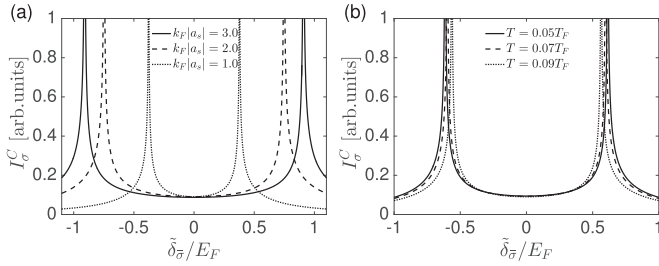 (a)
I_σ^C [arb.units]
1
0.8
0.6
0.4
0.2
0
k_F|a_s| = 3.0
k_F|a_s| = 2.0
k_F|a_s| = 1.0
-1 -0.5 0 0.5 1
δ̃_σ̄/E_F
(b)
I_σ^C [arb.units]
1
0.8
0.6
0.4
0.2
0
T = 0.05T_F
T = 0.07T_F
T = 0.09T_F
-1 -0.5 0 0.5 1
δ̃_σ̄/E_F